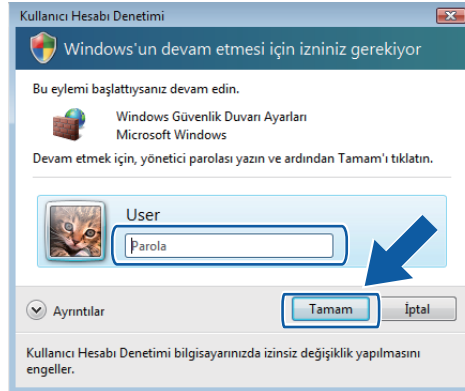 Kullanıcı Hesabı Denetimi
Windows'un devam etmesi için izniniz gerekiyor
Bu eylemi başlattıysanız devam edin.
Windows Güvenlik Duvarı Ayarları
Microsoft Windows
Devam etmek için, yönetici parolası yazın ve ardından Tamam'ı tıklatın.
User
Parola
Ayrıntılar
Tamam
İptal
Kullanıcı Hesabı Denetimi bilgisayarınızda izinsiz değişiklik yapılmasını
engeller.